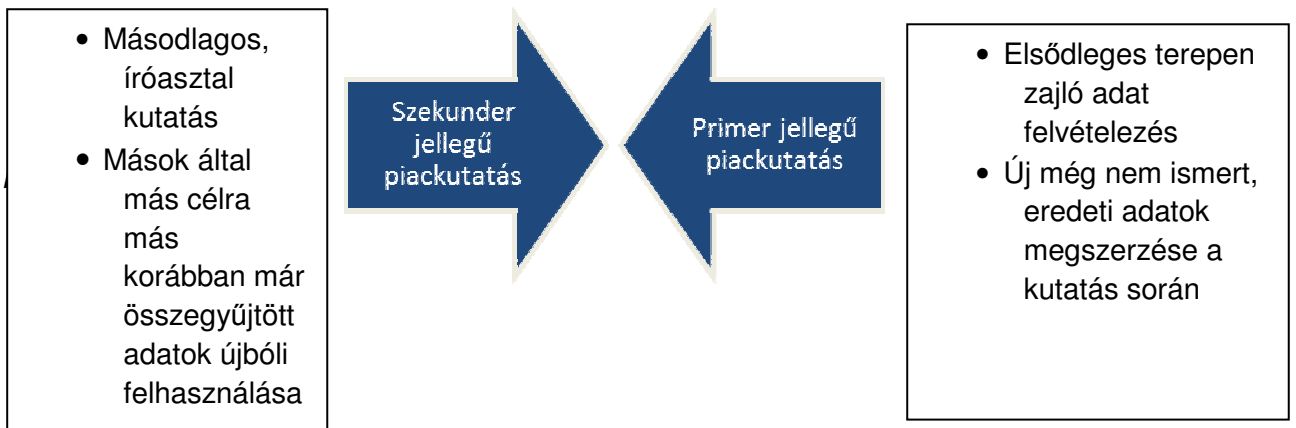 • Másodlagos,
íróasztal
kutatás
• Mások által
más célra
más
korábban már
összegyűjtött
adatok újbóli
felhasználása
Szekunder
jellegű
piackutatás
Primer jellegű
piackutatás
• Elsődleges terepen
zajló adat
felvételezés
• Új még nem ismert,
eredeti adatok
megszerzése a
kutatás során